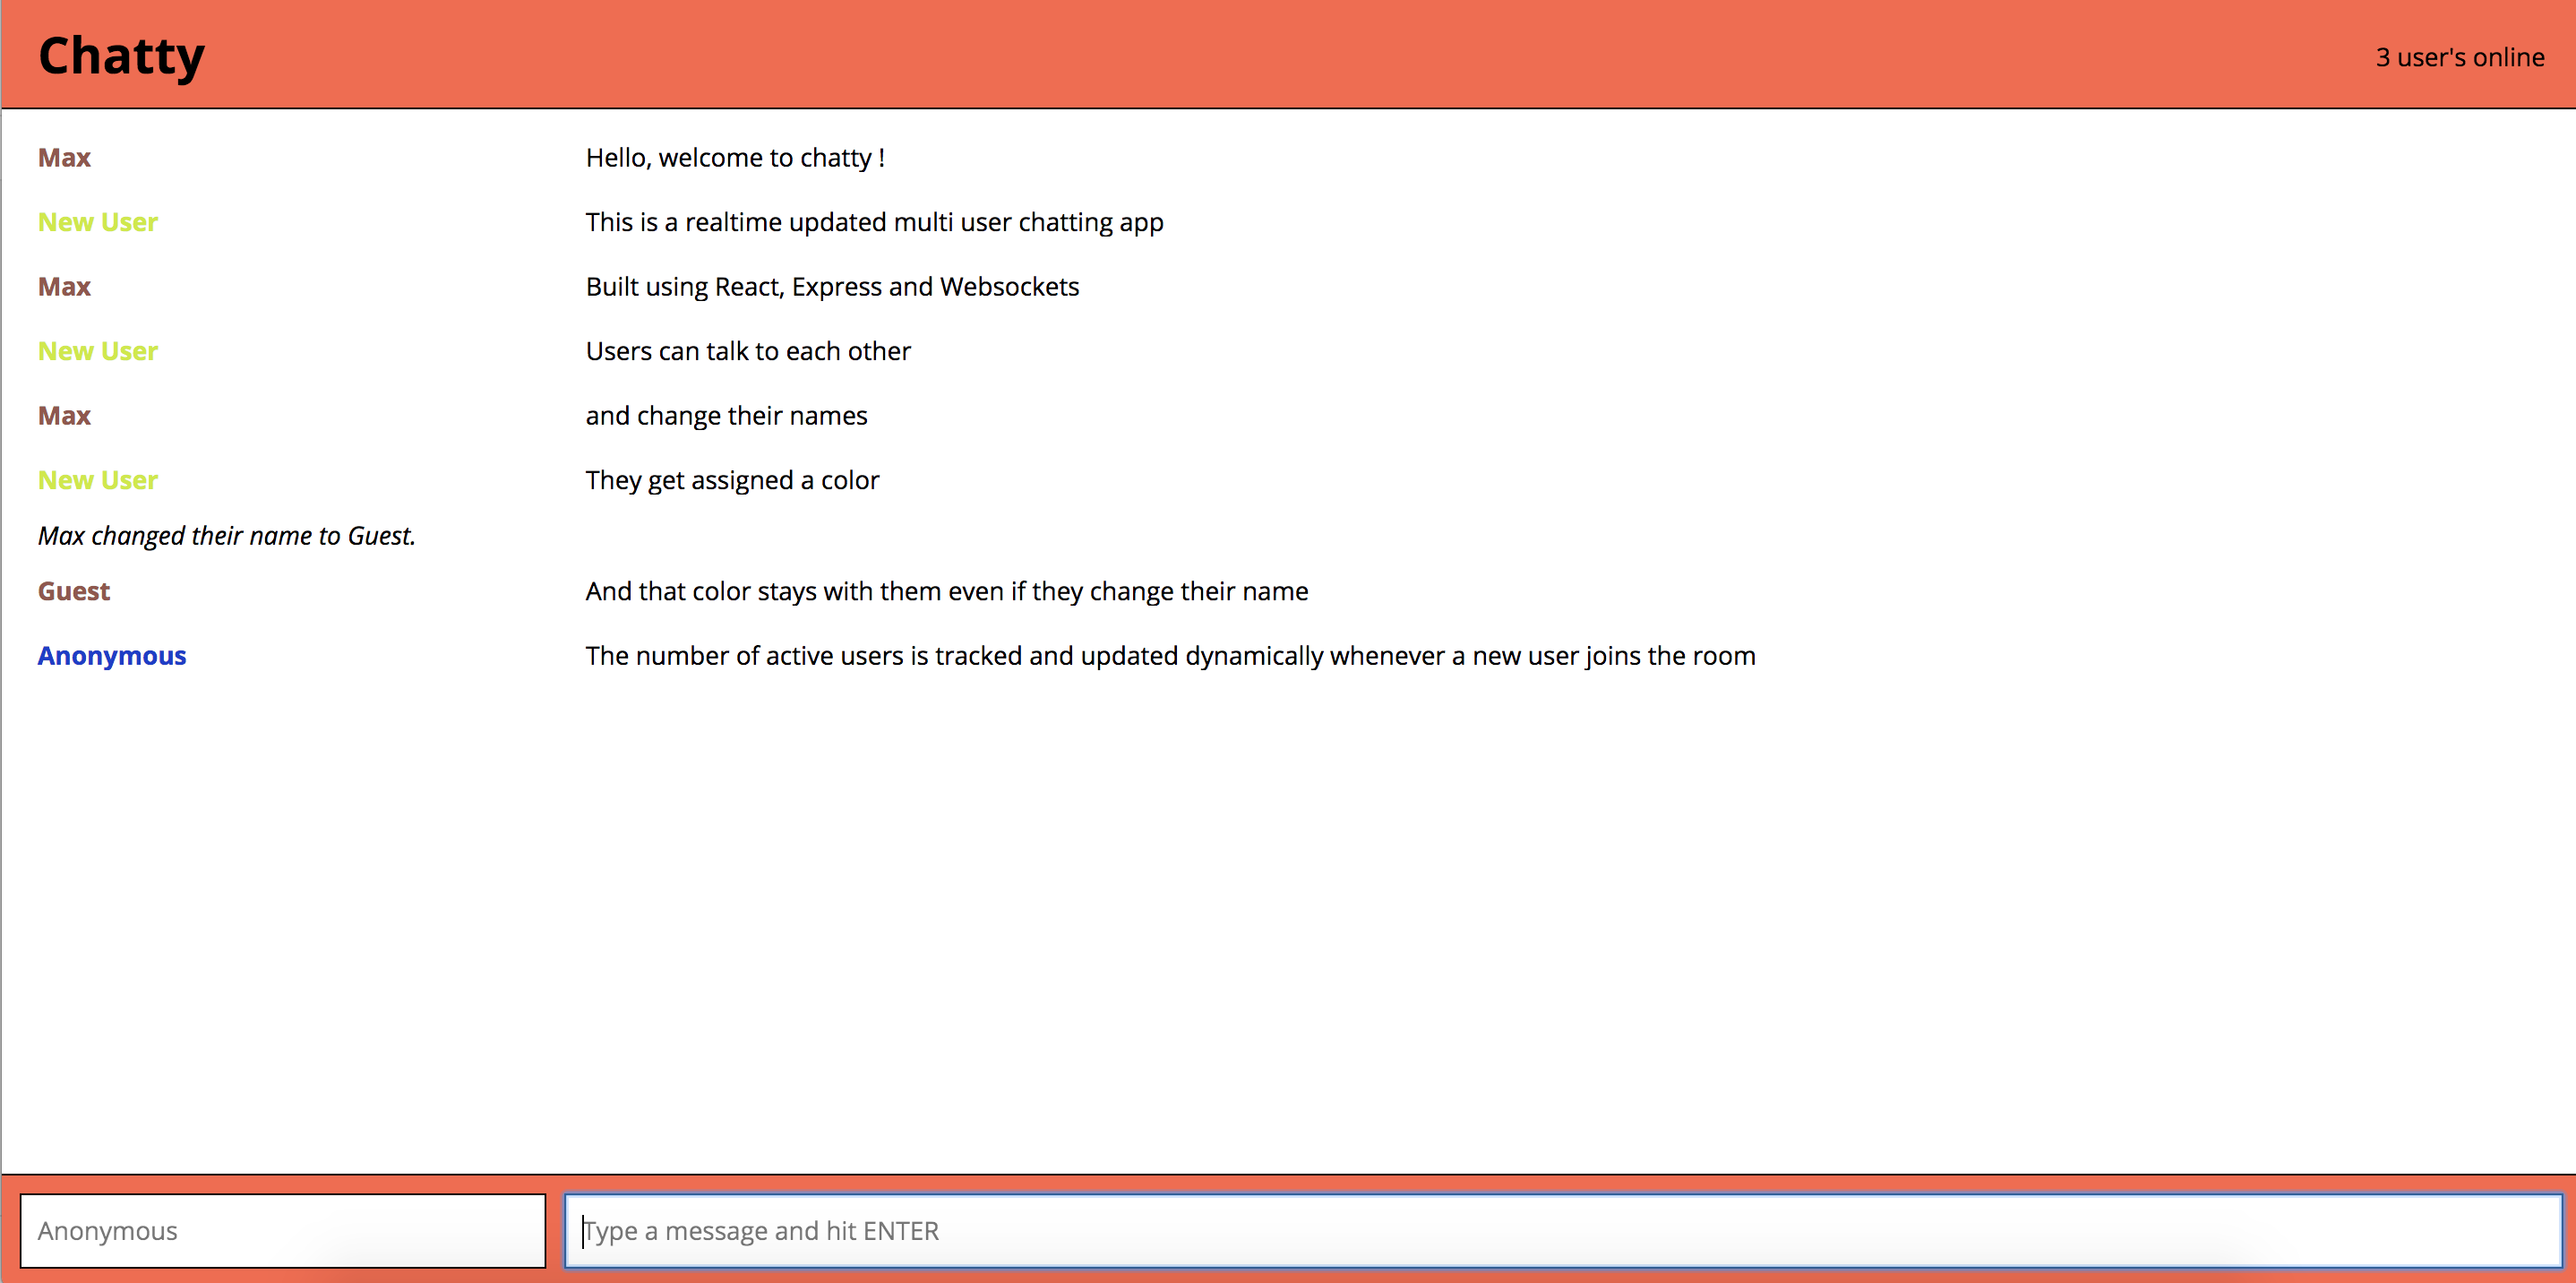 Chatty
3 user's online
Max Hello, welcome to chatty !
New User This is a realtime updated multi user chatting app
Max Built using React, Express and Websockets
New User Users can talk to each other
Max and change their names
New User They get assigned a color
Max changed their name to Guest.
Guest And that color stays with them even if they change their name
Anonymous The number of active users is tracked and updated dynamically whenever a new user joins the room
Anonymous
Type a message and hit ENTER